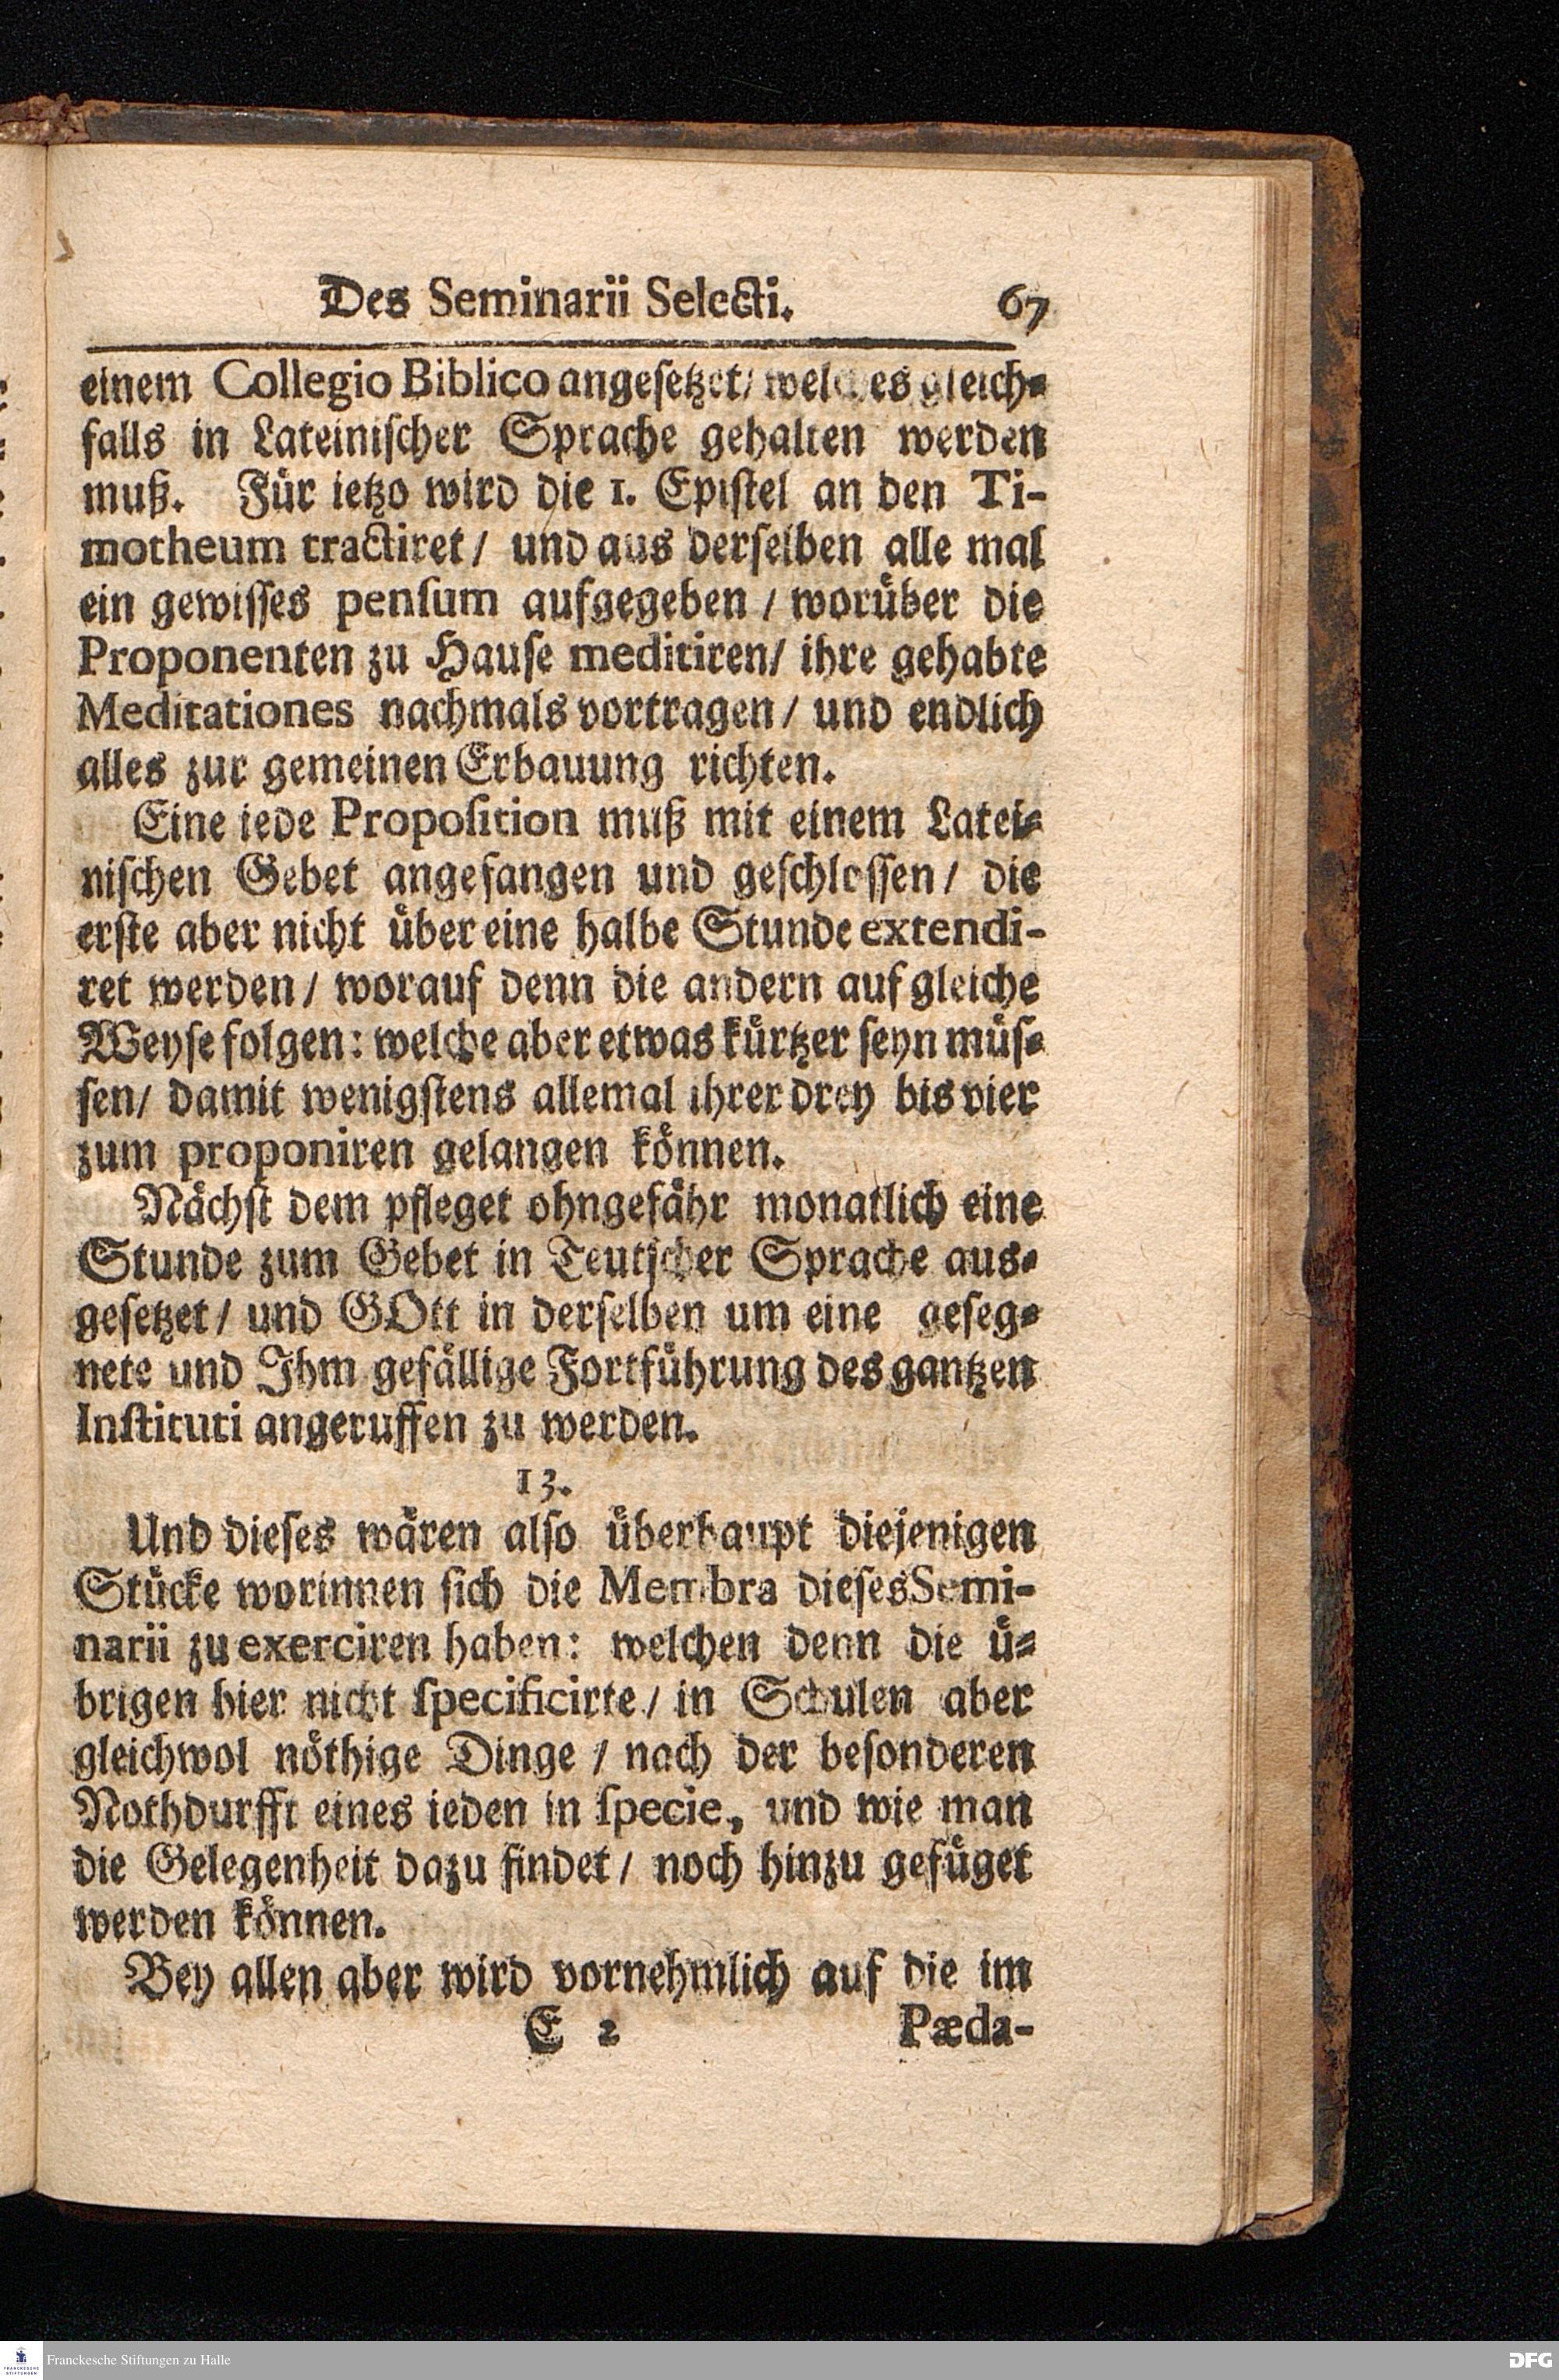 Des Seminarii Selecti. 67
einem Collegio Biblico angesetzet/ welches gleich-
falls in Lateinischer Sprache gehalten werden
muß. Für ietzo wird die 1. Epistel an den Ti-
motheum tractiret/ und aus derselben alle mal
ein gewisses pensum aufgegeben / worüber die
Proponenten zu Hause meditiren/ ihre gehabte
Meditationes nachmals vortragen / und endlich
alles zur gemeinen Erbauung richten.
Eine iede Proposition muß mit einem Latei-
nischen Gebet angefangen und geschlossen / die
erste aber nicht über eine halbe Stunde extendi-
ret werden / worauf denn die andern auf gleiche
Weyse folgen: welche aber etwas kürtzer seyn müs-
sen/ damit wenigstens allemal ihrer drey bis vier
zum proponiren gelangen können.
Nächst dem pfleget ohngefähr monatlich eine
Stunde zum Gebet in Teutscher Sprache aus-
gesetzet / und GOtt in derselben um eine geseg-
nete und Ihm gefällige Fortführung des gantzen
Instituti angeruffen zu werden.
13.
Und dieses wären also überhaupt diejenigen
Stücke worinnen sich die Membra dieses Semi-
narii zu exerciren haben: welchen denn die ü-
brigen hier nicht specificirte / in Schulen aber
gleichwol nöthige Dinge / nach der besonderen
Nothdurfft eines ieden in specie, und wie man
die Gelegenheit dazu findet / noch hinzu gefüget
werden können.
Bey allen aber wird vornehmlich auf die im
E 2 Pæda-
Franckesche Stiftungen zu Halle
FRANCKESCHE
STIFTUNGEN
DFG